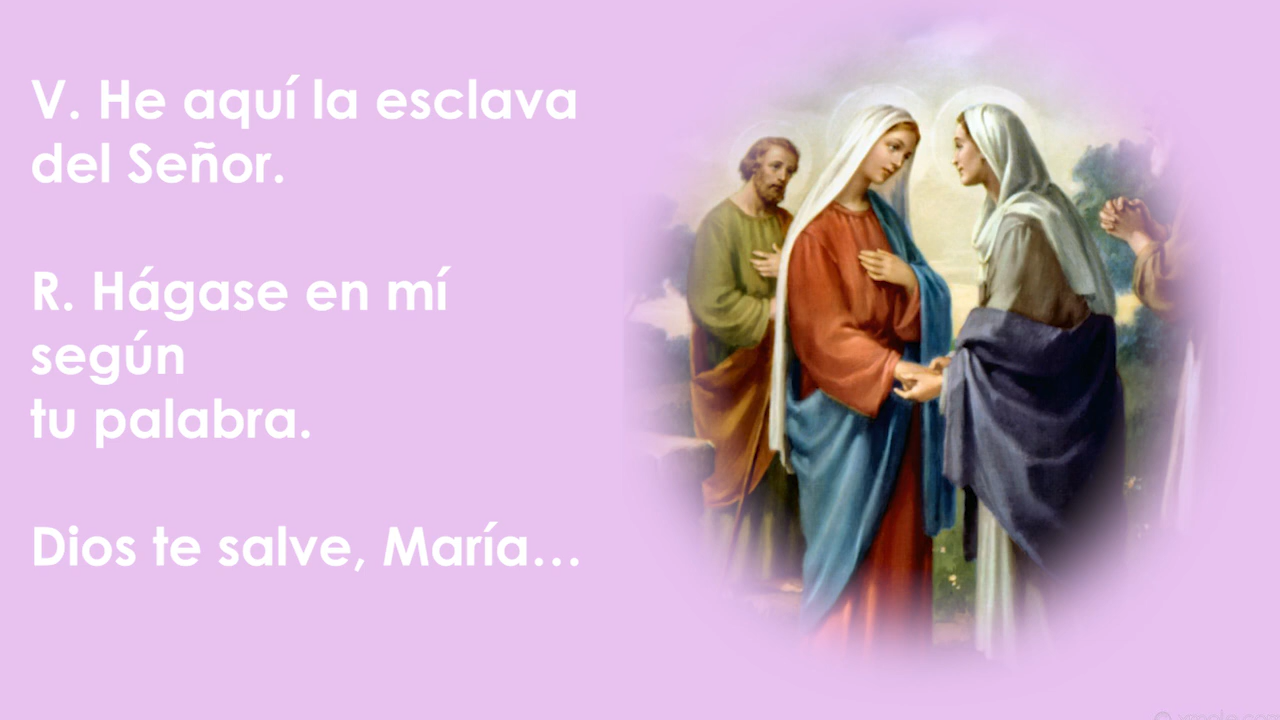 V. He aquí la esclava
del Señor.
R. Hágase en mí
según
tu palabra.
Dios te salve, María…